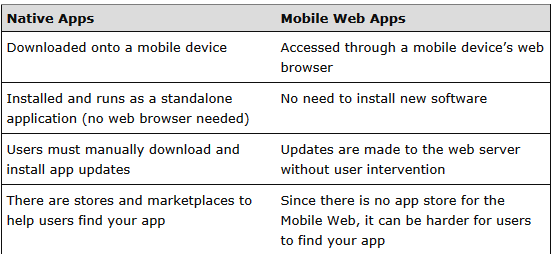 Native Apps
Mobile Web Apps
Downloaded onto a mobile device
Accessed through a mobile device’s web
browser
Installed and runs as a standalone
application (no web browser needed)
No need to install new software
Users must manually download and
install app updates
Updates are made to the web server
without user intervention
There are stores and marketplaces to
help users find your app
Since there is no app store for the
Mobile Web, it can be harder for users
to find your app